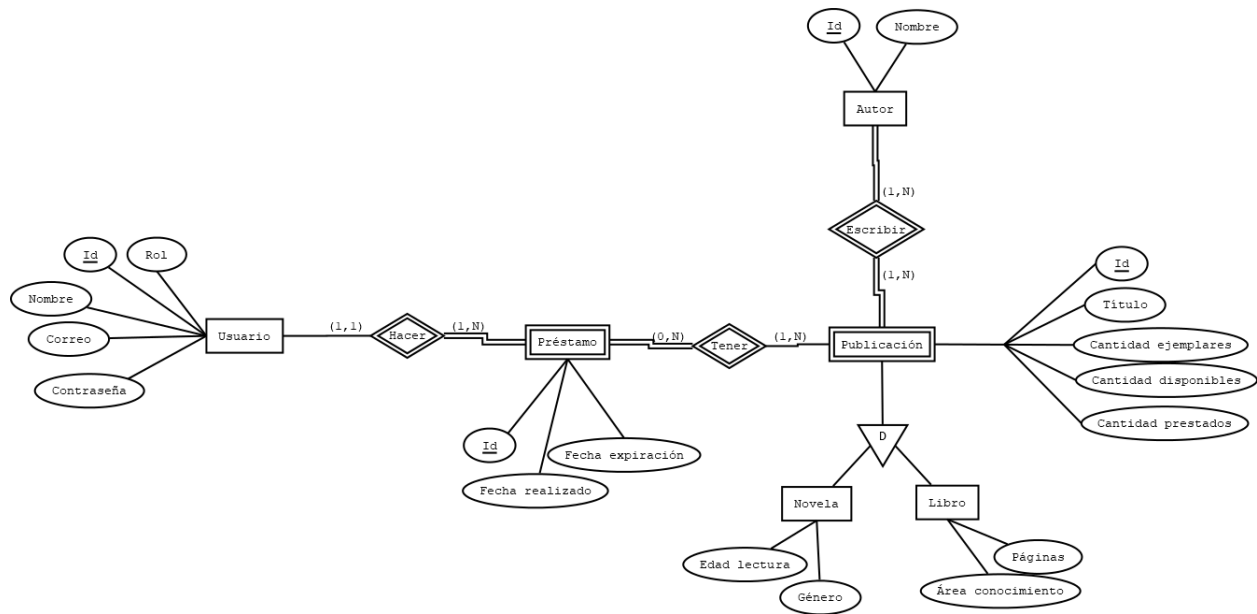 Id
Nombre
Autor
(1,N)
Escribir
(1,N)
Id
Rol
Nombre
Correo
Contraseña
Usuario
(1,1)
Hacer
(1,N)
Préstamo
(0,N)
Tener
(1,N)
Publicación
Id
Título
Cantidad ejemplares
Cantidad disponibles
Cantidad prestados
Id
Fecha expiración
Fecha realizado
D
Novela
Libro
Edad lectura
Género
Páginas
Área conocimiento